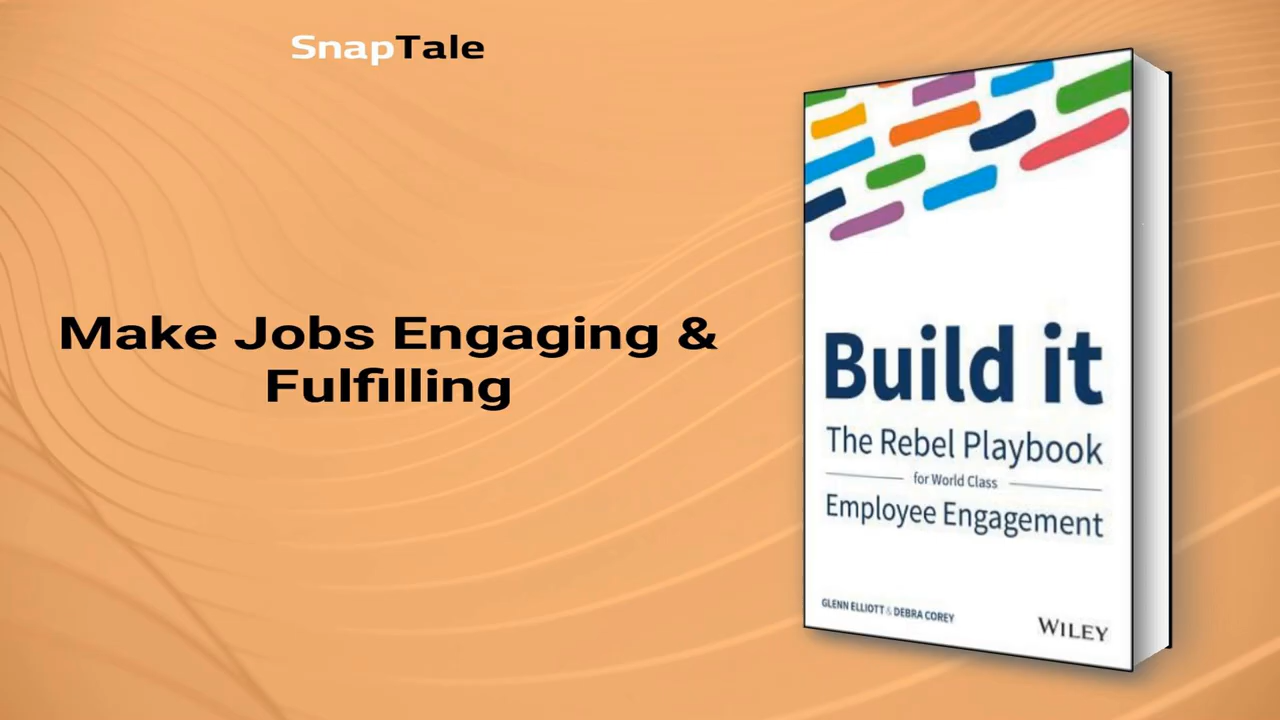 SnapTale
Make Jobs Engaging &
Fulfilling
Build it
The Rebel Playbook
for World Class
Employee Engagement
GLENN ELLIOTT & DEBRA COREY
WILEY